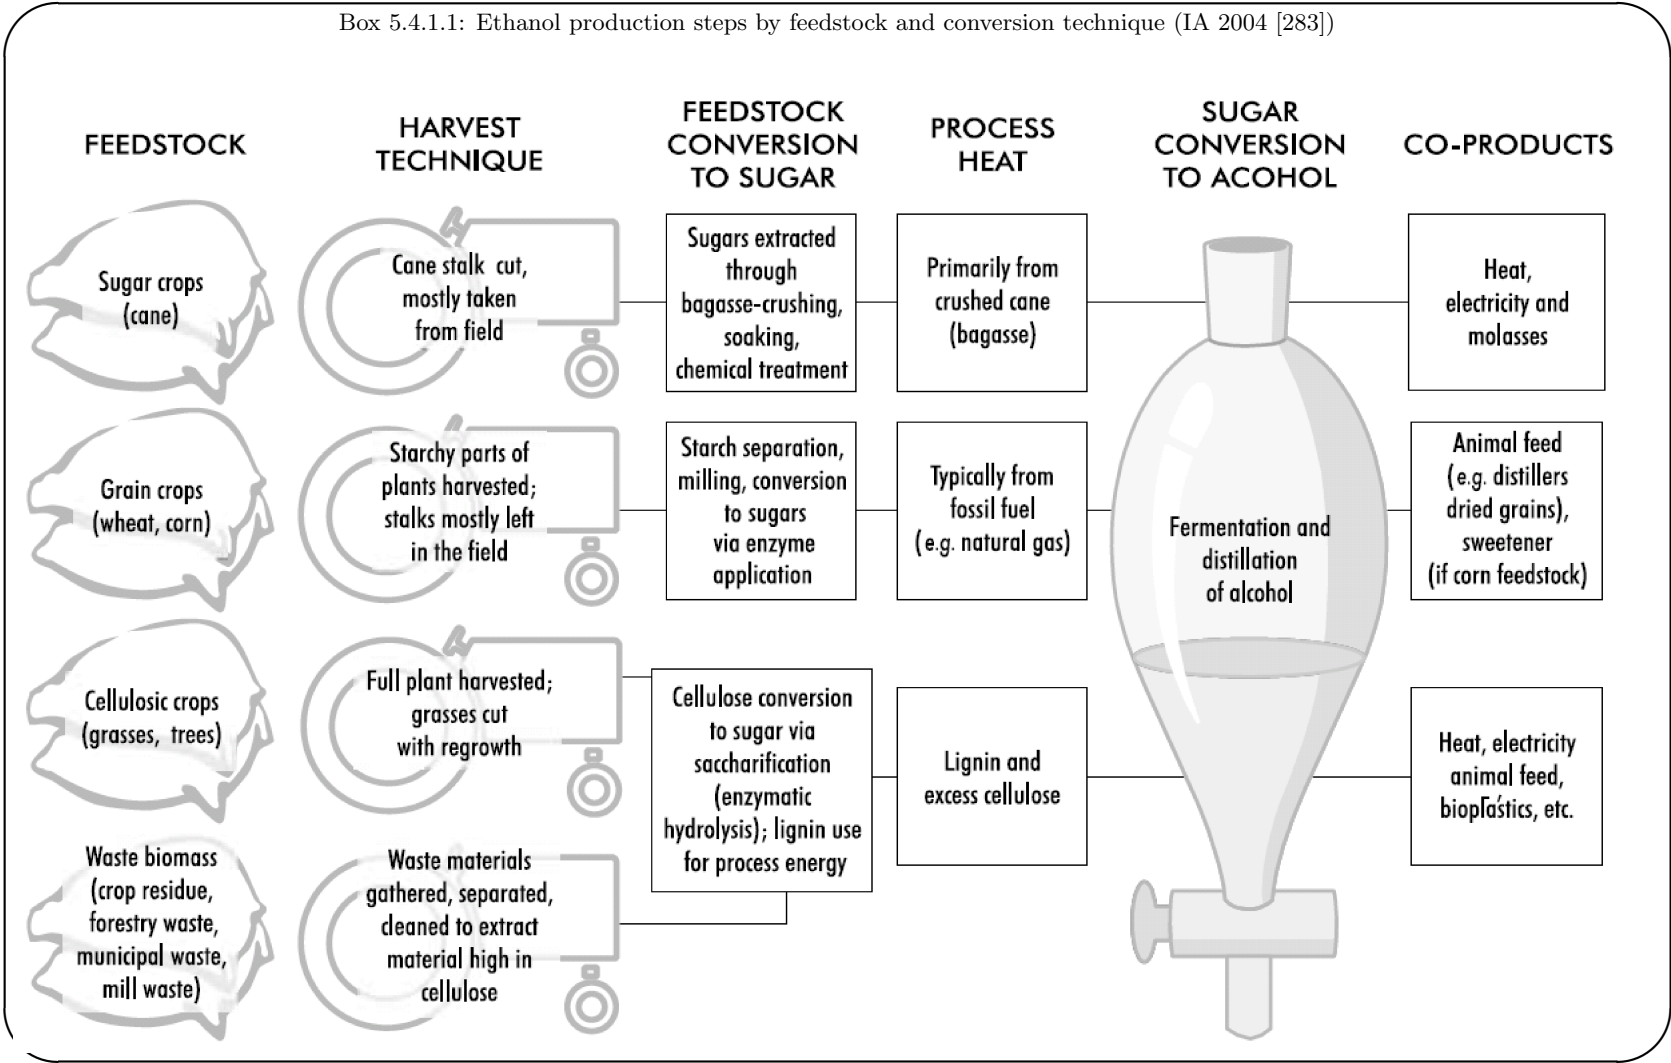 Box 5.4.1.1: Ethanol production steps by feedstock and conversion technique (IA 2004 [283])
FEEDSTOCK
HARVEST
TECHNIQUE
FEEDSTOCK
CONVERSION
TO SUGAR
PROCESS
HEAT
SUGAR
CONVERSION
TO ACOHOL
CO-PRODUCTS
Sugar crops
(cane)
Cane stalk cut,
mostly taken
from field
Sugars extracted
through
bagasse-crushing,
soaking,
chemical treatment
Primarily from
crushed cane
(bagasse)
Heat,
electricity and
molasses
Grain crops
(wheat, corn)
Starchy parts of
plants harvested;
stalks mostly left
in the field
Starch separation,
milling, conversion
to sugars
via enzyme
application
Typically from
fossil fuel
(e.g. natural gas)
Fermentation and
distillation
of alcohol
Animal feed
(e.g. distillers
dried grains),
sweetener
(if corn feedstock)
Cellulosic crops
(grasses, trees)
Full plant harvested;
grasses cut
with regrowth
Cellulose conversion
to sugar via
saccharification
(enzymatic
hydrolysis); lignin use
for process energy
Lignin and
excess cellulose
Heat, electricity
animal feed,
bioplastics, etc.
Waste biomass
(crop residue,
forestry waste,
municipal waste,
mill waste)
Waste materials
gathered, separated,
cleaned to extract
material high in
cellulose